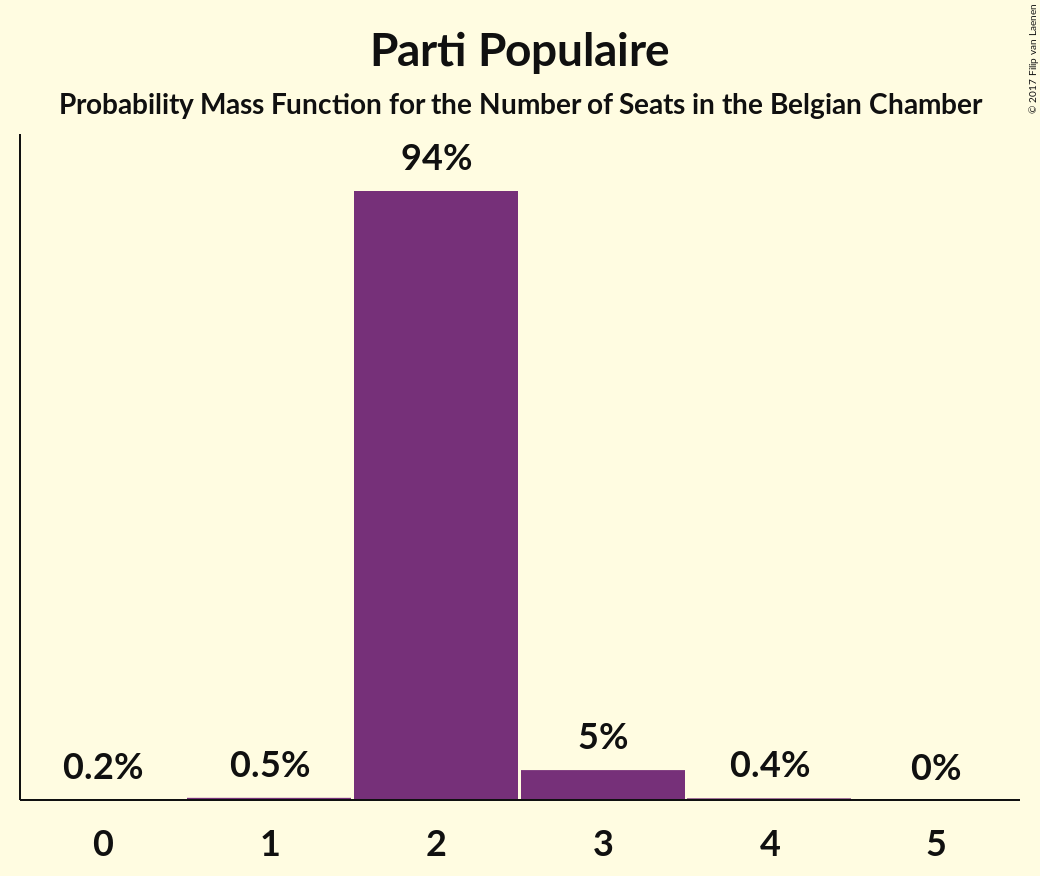 Parti Populaire
Probability Mass Function for the Number of Seats in the Belgian Chamber
© 2017 Filip van Laenen
94%
0.2%
0.5%
5%
0.4%
0%
0 1 2 3 4 5